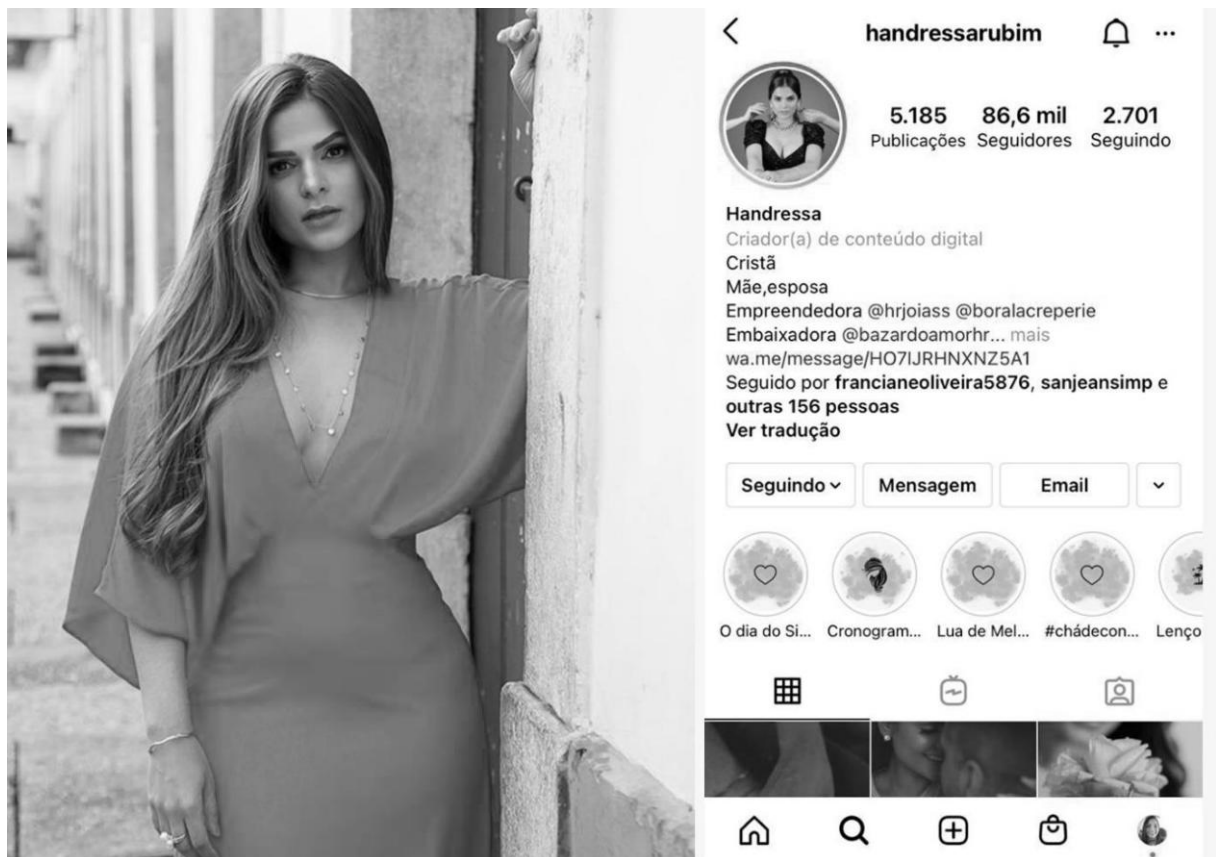 handressarubim
5.185 86,6 mil 2.701
Publicações Seguidores Seguindo
Handressa
Criador(a) de conteúdo digital
Cristã
Mãe,esposa
Empreendedora @hrjoiass @boralacreperie
Embaixadora @bazardoamorhr... mais
wa.me/message/HO7IJRHNXNZ5A1
Seguido por francianeoliveira5876, sanjeansimp e
outras 156 pessoas
Ver tradução
Seguindo Mensagem Email
O dia do Si... Cronogram... Lua de Mel... #chádecon... Lenço